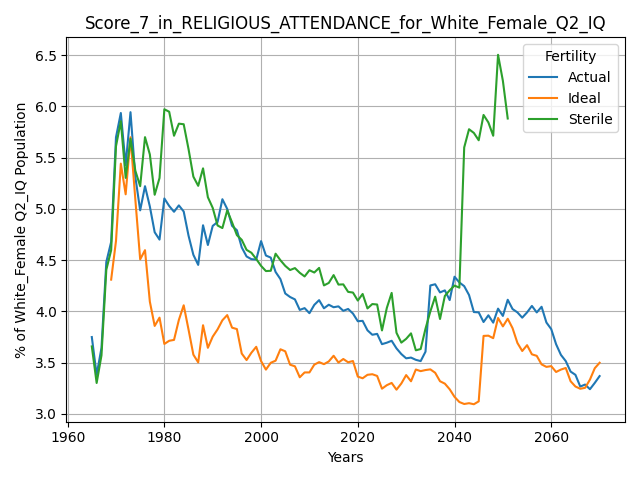 Score_7_in_RELIGIOUS_ATTENDANCE_for_White_Female_Q2_IQ
Fertility
Actual
Ideal
Sterile
% of White_Female Q2_IQ Population
6.5
6.0
5.5
5.0
4.5
4.0
3.5
3.0
1960 1980 2000 2020 2040 2060
Years